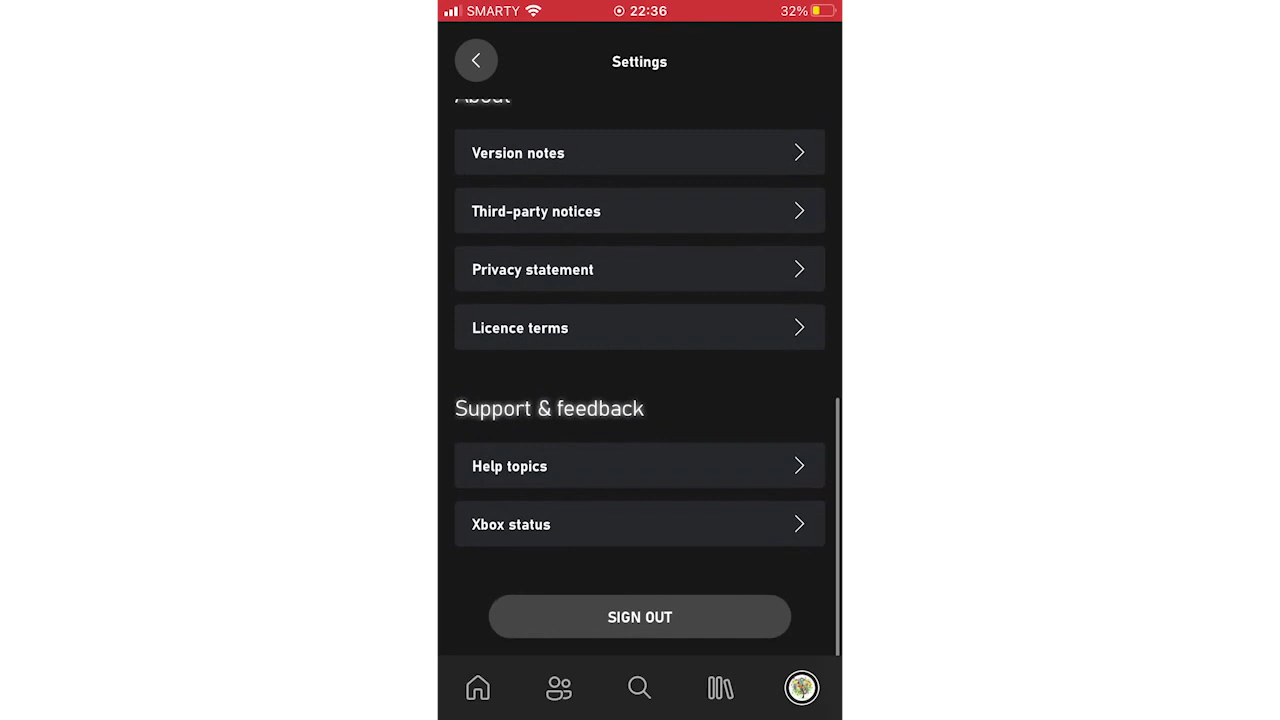 SMARTY 22:36 32%
Settings
About
Version notes
Third-party notices
Privacy statement
Licence terms
Support & feedback
Help topics
Xbox status
SIGN OUT